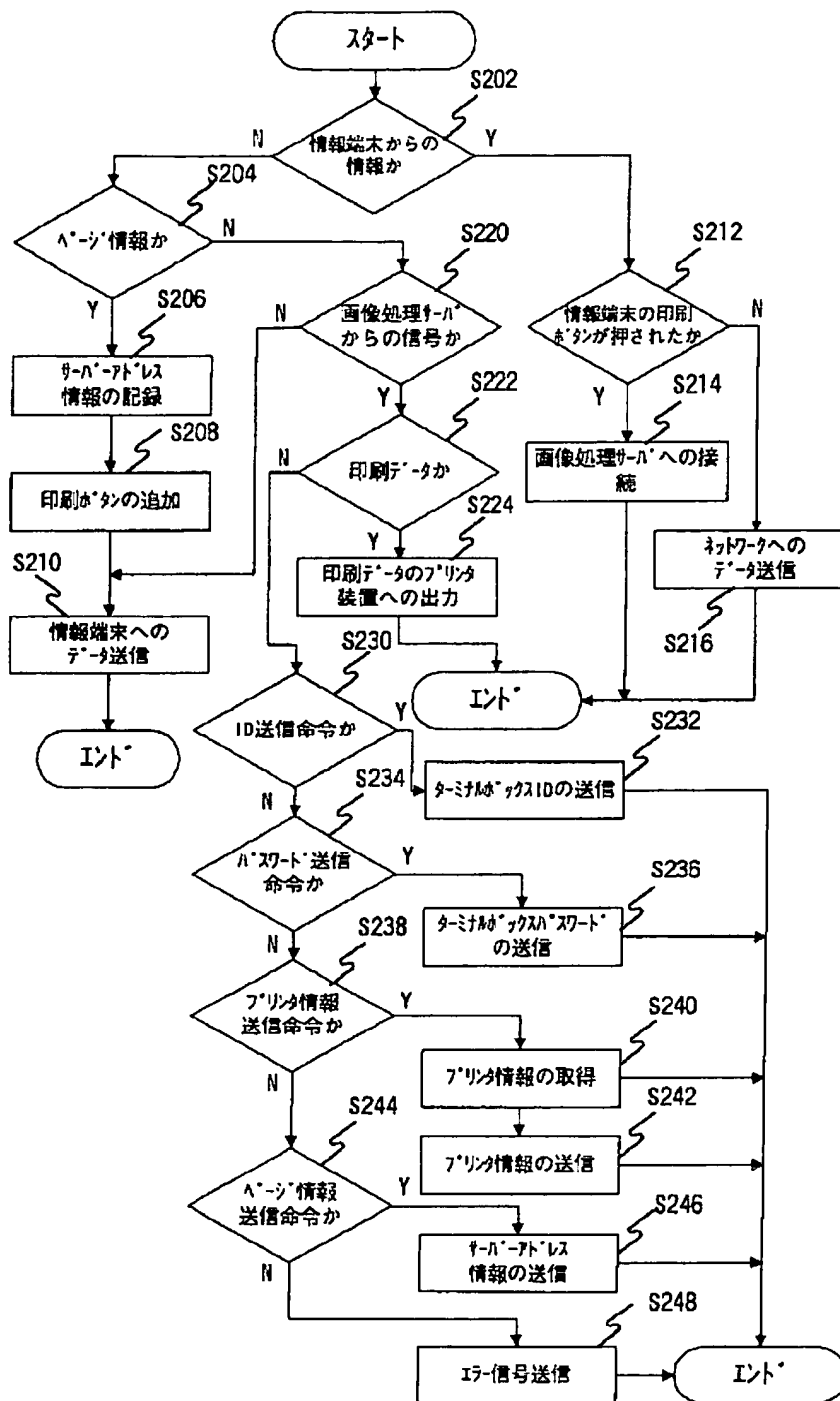 スタート
S202
情報端末からの
情報か
N
Y
S204
ページ情報か
N
Y
S220
画像処理サーバ
からの信号か
N
Y
S212
情報端末の印刷
ボタンが押されたか
N
Y
S206
サーバーアドレス
情報の記録
S222
印刷データか
N
Y
S214
画像処理サーバへの接
続
S208
印刷ボタンの追加
S224
印刷データのプリンタ
装置への出力
ネットワークへの
データ送信
S216
S210
情報端末への
データ送信
エンド
エンド
S230
ID送信命令か
Y
N
S232
ターミナルボックスIDの送信
S234
パスワード送信
命令か
Y
N
S236
ターミナルボックスパスワード
の送信
S238
プリンタ情報
送信命令か
Y
N
S240
プリンタ情報の取得
S242
プリンタ情報の送信
S244
ページ情報
送信命令か
Y
N
S246
サーバーアドレス
情報の送信
S248
エラー信号送信
エンド